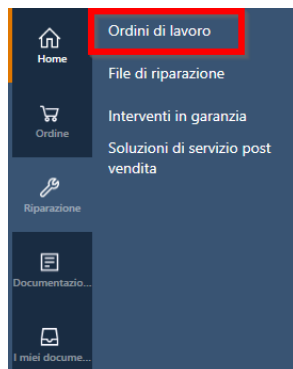 Home
Ordine
Riparazione
Documentazio...
I miei docume...
Ordini di lavoro
File di riparazione
Interventi in garanzia
Soluzioni di servizio post
vendita